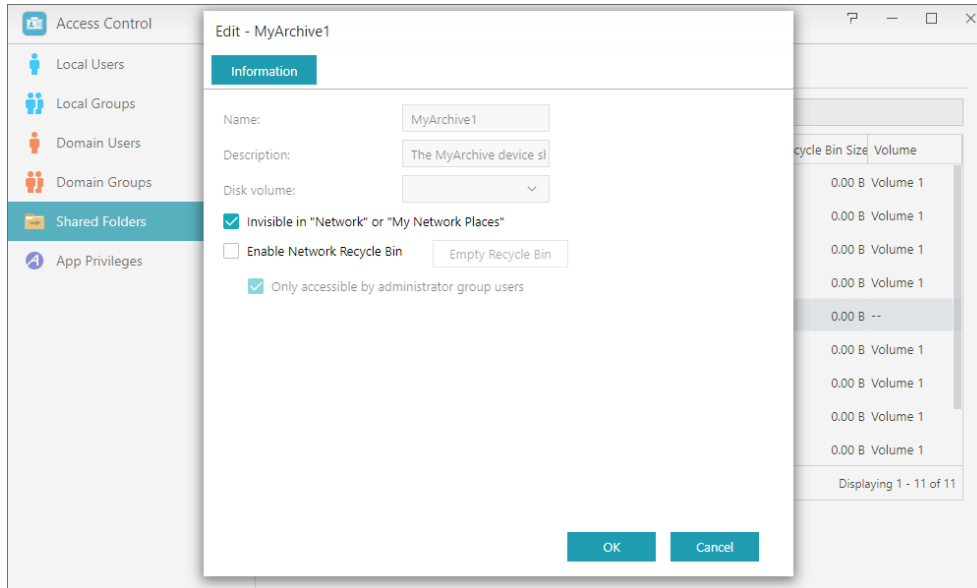 Access Control
Local Users
Local Groups
Domain Users
Domain Groups
Shared Folders
App Privileges
Edit - MyArchive1
Information
Name: MyArchive1
Description: The MyArchive device
Disk volume:
Invisible in "Network" or "My Network Places"
Enable Network Recycle Bin Empty Recycle Bin
Only accessible by administrator group users
OK Cancel
Bin Size Volume
0.00 B Volume 1
0.00 B Volume 1
0.00 B Volume 1
0.00 B Volume 1
0.00 B --
0.00 B Volume 1
0.00 B Volume 1
0.00 B Volume 1
0.00 B Volume 1
Displaying 1 - 11 of 11